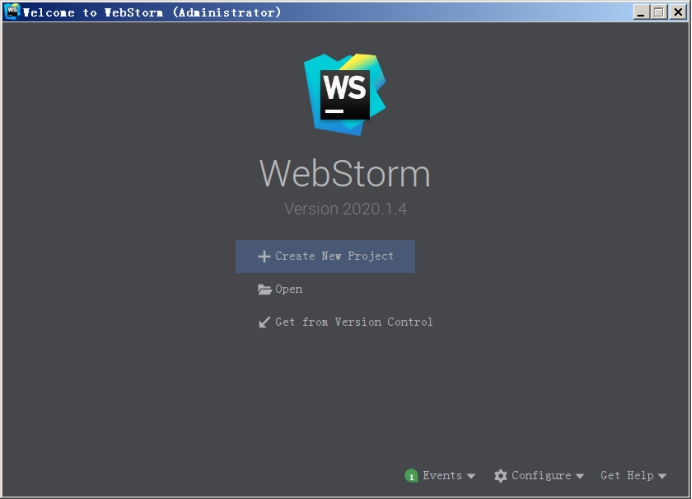 Welcome to WebStorm (Administrator)
WS
WebStorm
Version 2020.1.4
Create New Project
Open
Get from Version Control
1 Events Configure Get Help